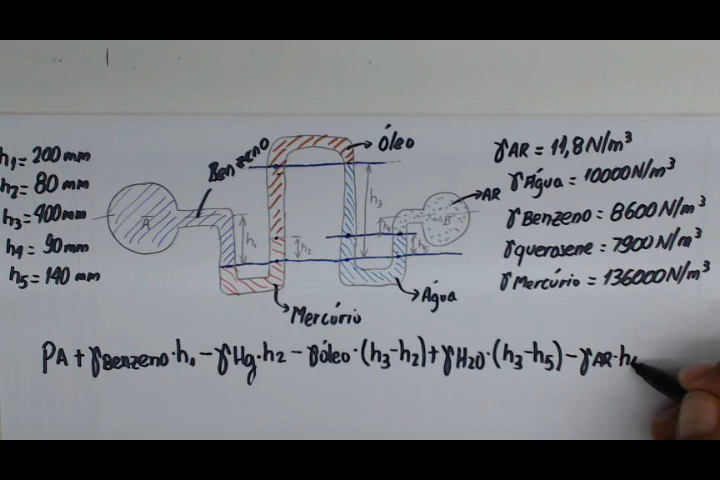 h1 = 200 mm
h2 = 80 mm
h3 = 400 mm
h4 = 90 mm
h5 = 140 mm
Benzeno
Óleo
A
h1
h2
h3
h4
h5
B
AR
Mercúrio
Água
γAR = 11,8 N/m³
γÁgua = 10000 N/m³
γBenzeno = 8600 N/m³
γquerosene = 7900 N/m³
γMercúrio = 136000 N/m³
PA + γBenzeno·h1 - γHg·h2 - γóleo·(h3-h2) + γH2O·(h3-h5) - γAR·h